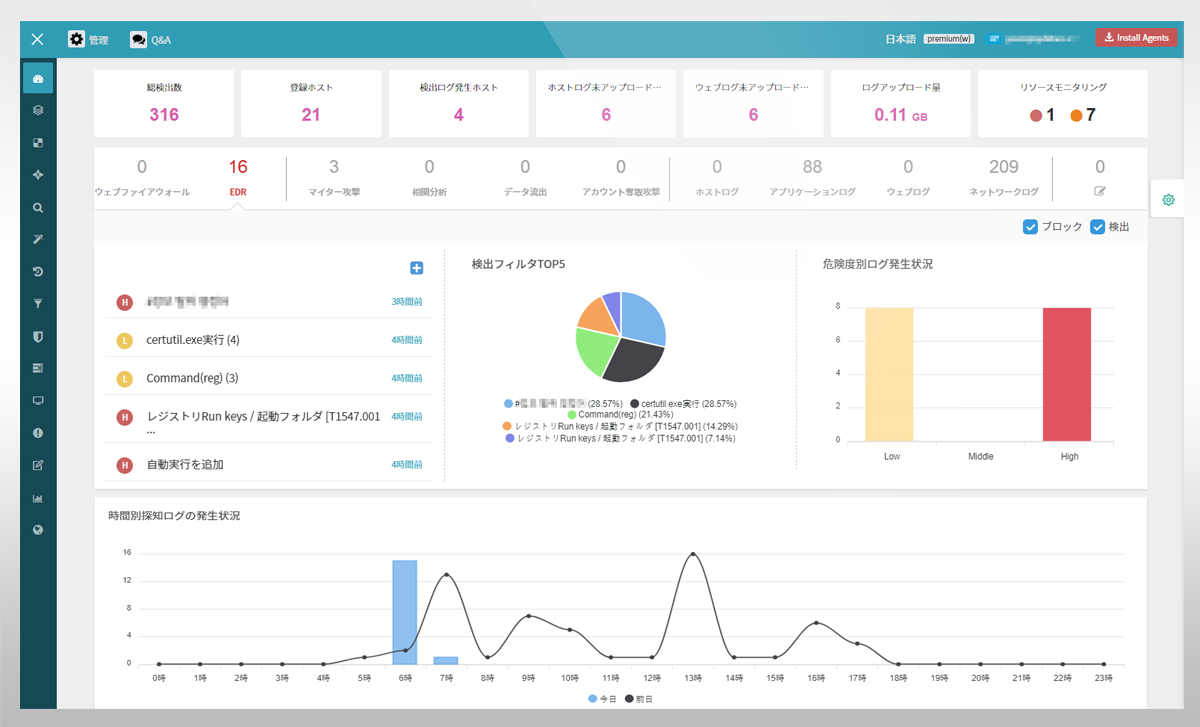 管理 Q&A 日本語 premium(w) Install Agents
総検出数 登録ホスト 検出ログ発生ホスト ホストログ未アップロード… ウェブログ未アップロード… ログアップロード量 リソースモニタリング
316 21 4 6 6 0.11 GB 1 7
0 16 3 0 0 0 0 88 0 209 0
ウェブファイアウォール EDR マイター攻撃 相関分析 データ流出 アカウント奪取攻撃 ホストログ アプリケーションログ ウェブログ ネットワークログ
ブロック 検出
H 3時間前
L certutil.exe実行 (4) 4時間前
L Command(reg) (3) 4時間前
H レジストリRun keys / 起動フォルダ [T1547.001 4時間前
...
H 自動実行を追加 4時間前
検出フィルタTOP5
(28.57%) certutil.exe実行 (28.57%)
Command(reg) (21.43%)
レジストリRun keys / 起動フォルダ [T1547.001] (14.29%)
レジストリRun keys / 起動フォルダ [T1547.001] (7.14%)
危険度別ログ発生状況
8
6
4
2
0
Low Middle High
時間別探知ログの発生状況
16
12
8
4
0
0時 1時 2時 3時 4時 5時 6時 7時 8時 9時 10時 11時 12時 13時 14時 15時 16時 17時 18時 19時 20時 21時 22時 23時
今日 前日